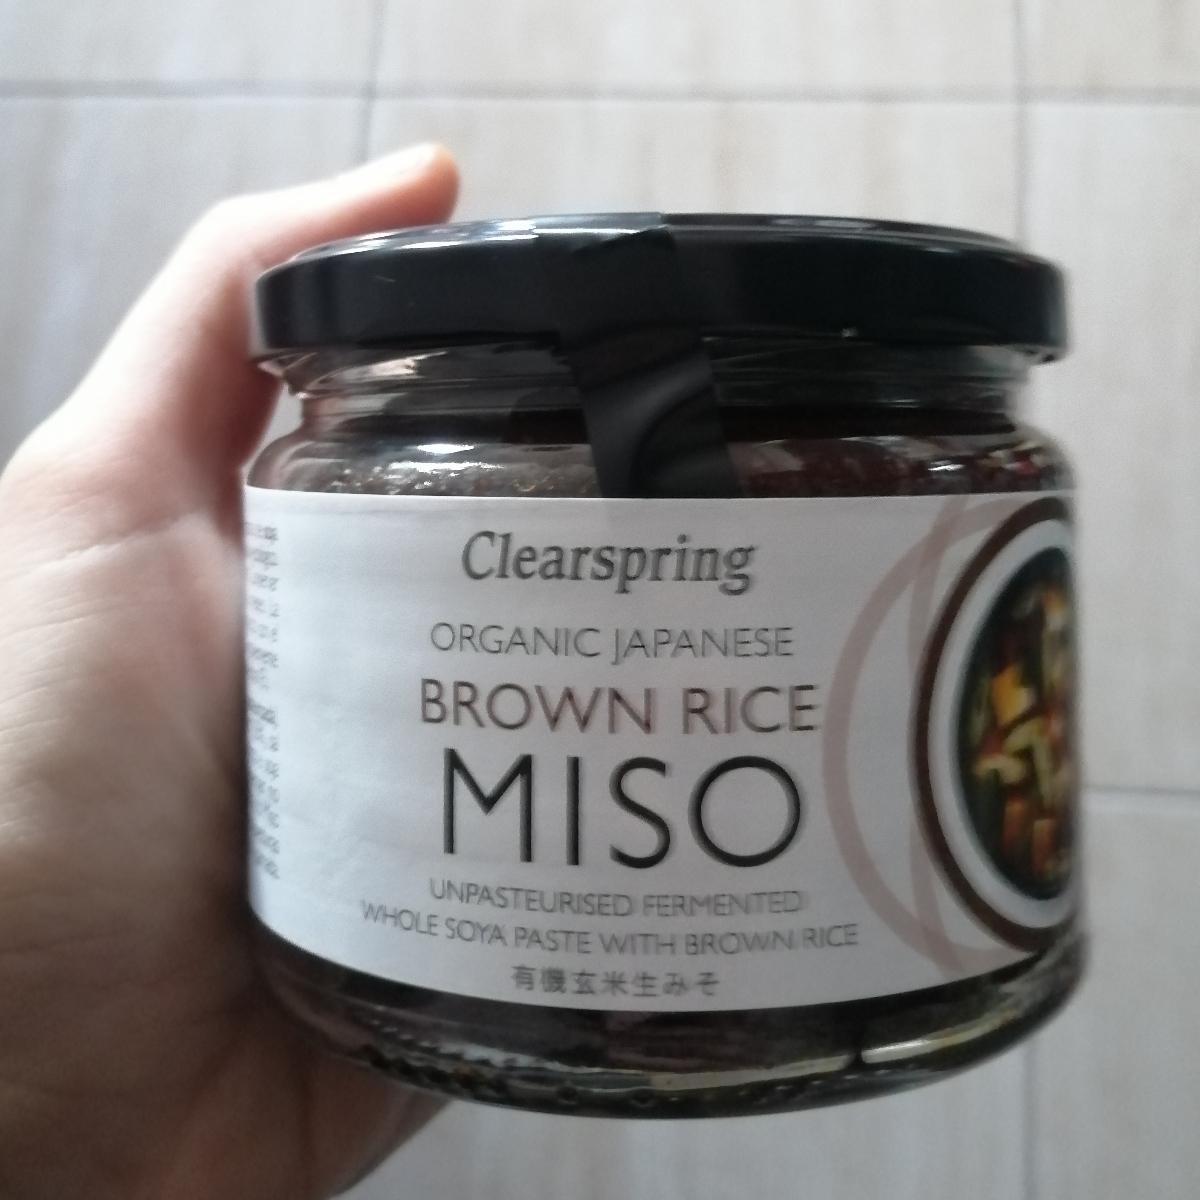 Clearspring
ORGANIC JAPANESE
BROWN RICE
MISO
UNPASTEURISED FERMENTED
WHOLE SOYA PASTE WITH BROWN RICE
有機玄米生みそ